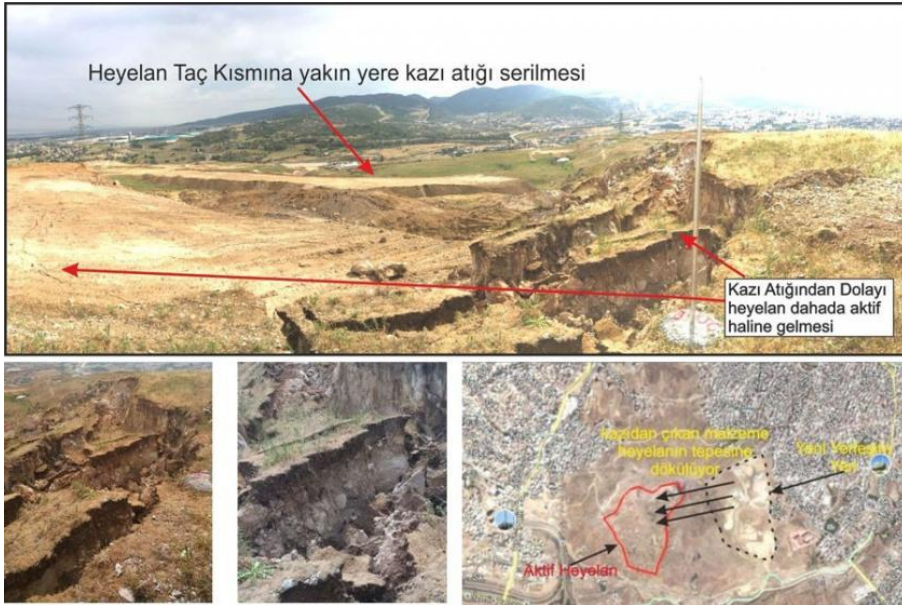 Heyelan Taç Kısmına yakın yere kazı atığı serilmesi
Kazı Atığından Dolayı
heyelan dahada aktif
haline gelmesi
kazıdan çıkan malzeme
heyelanın tepesine
dökülüyor
Yeni Yerleşim
Yeri
Aktif Heyelan